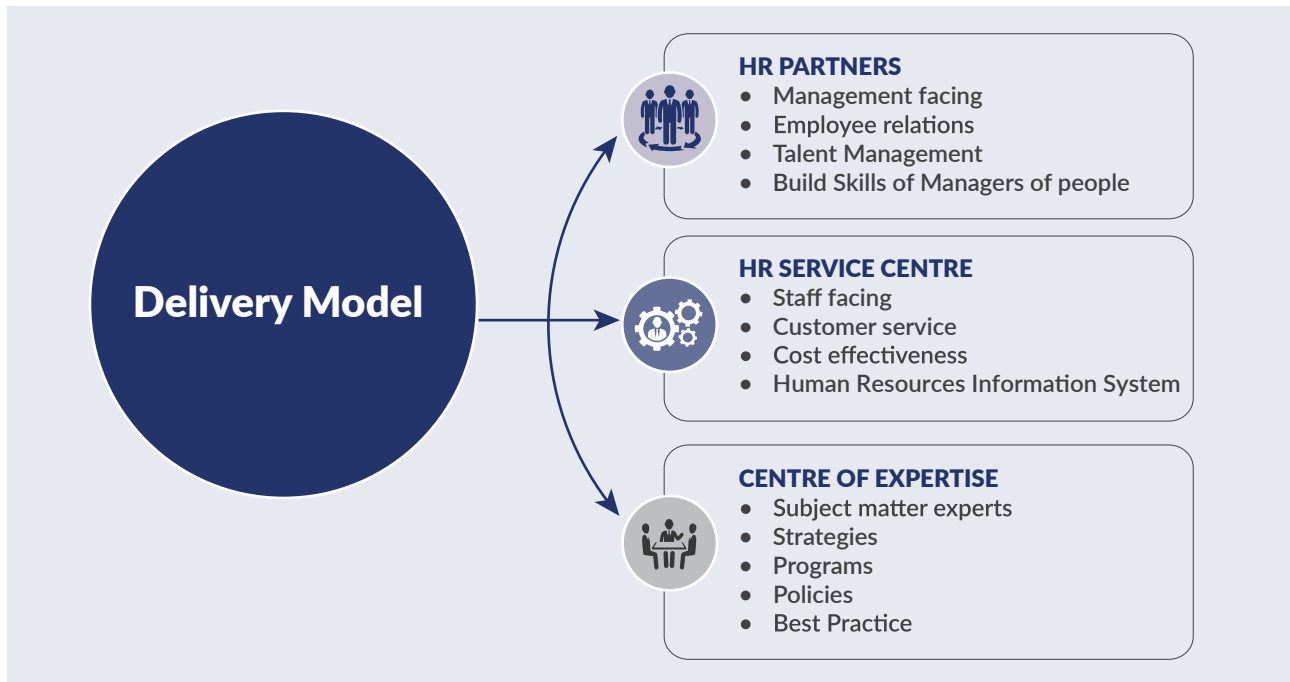 Delivery Model
HR PARTNERS
• Management facing
• Employee relations
• Talent Management
• Build Skills of Managers of people
HR SERVICE CENTRE
• Staff facing
• Customer service
• Cost effectiveness
• Human Resources Information System
CENTRE OF EXPERTISE
• Subject matter experts
• Strategies
• Programs
• Policies
• Best Practice